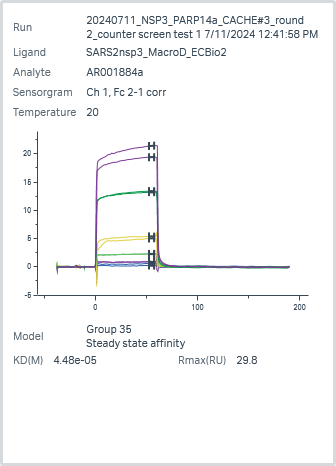 Run 20240711_NSP3_PARP14a_CACHE#3_round
2_counter screen test 1 7/11/2024 12:41:58 PM
Ligand SARS2nsp3_MacroD_ECBio2
Analyte AR001884a
Sensorgram Ch 1, Fc 2-1 corr
Temperature 20
20
15
10
5
0
-5
0 100 200
Model Group 35
Steady state affinity
KD(M) 4.48e-05 Rmax(RU) 29.8